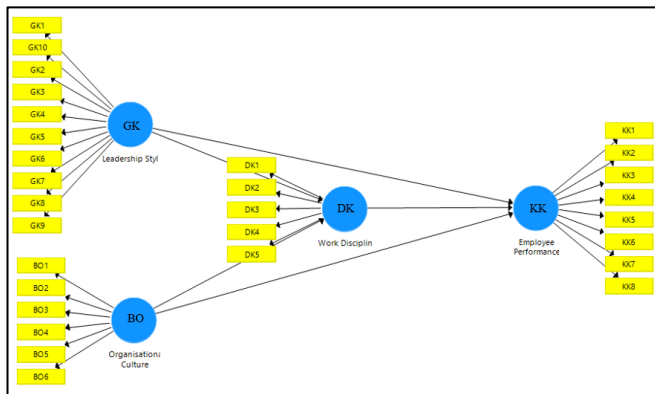 GK1
GK10
GK2
GK3
GK4
GK5
GK6
GK7
GK8
GK9
GK
Leadership Styl
BO1
BO2
BO3
BO4
BO5
BO6
BO
Organisationa
Culture
DK1
DK2
DK3
DK4
DK5
DK
Work Disciplin
KK
Employee
Performance
KK1
KK2
KK3
KK4
KK5
KK6
KK7
KK8